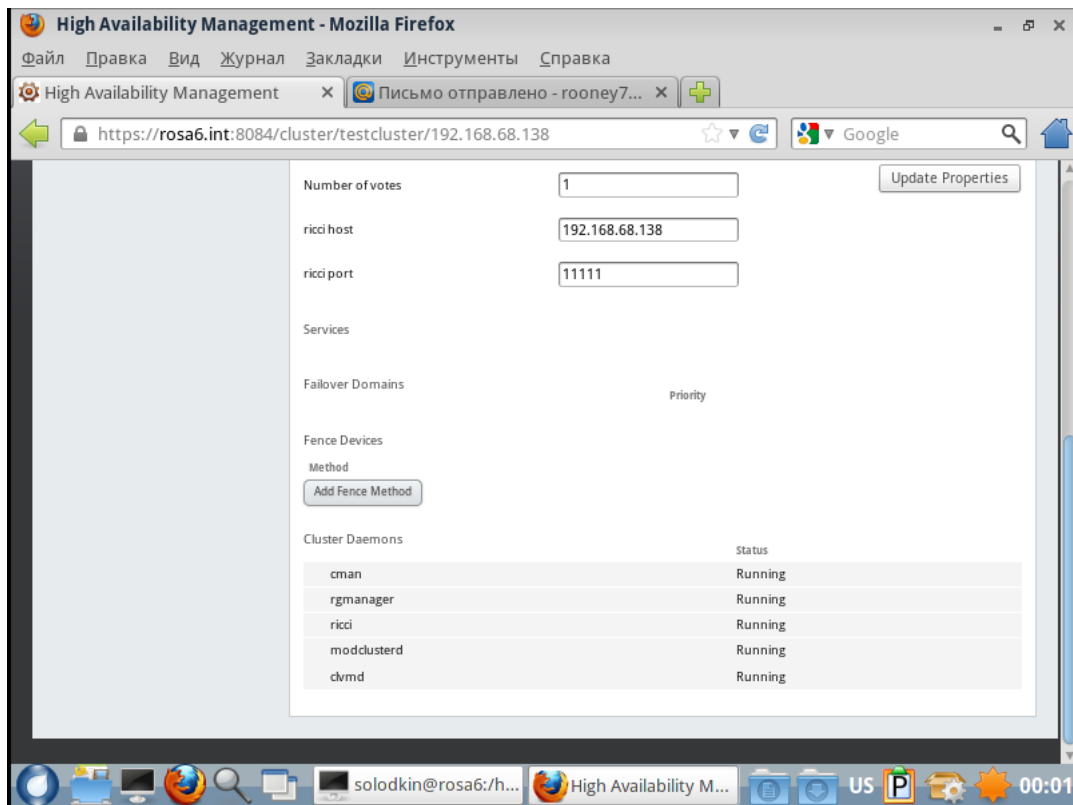 High Availability Management - Mozilla Firefox
Файл Правка Вид Журнал Закладки Инструменты Справка
High Availability Management Письмо отправлено - rooney7...
https://rosa6.int:8084/cluster/testcluster/192.168.68.138 Google
Number of votes 1 Update Properties
ricci host 192.168.68.138
ricci port 11111
Services
Failover Domains
Priority
Fence Devices
Method
Add Fence Method
Cluster Daemons
Status
cman Running
rgmanager Running
ricci Running
modclusterd Running
clvmd Running
solodkin@rosa6:/h... High Availability M... US P 00:01